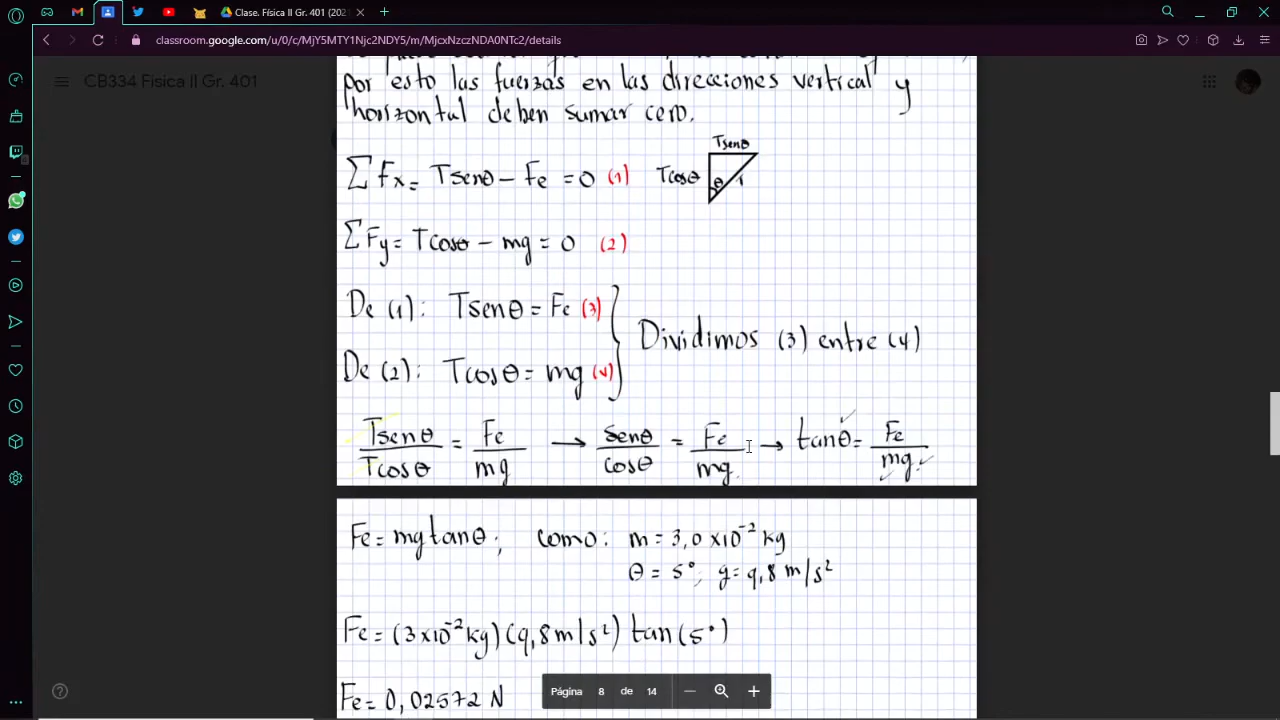 Clase. Física II Gr. 401 (202
classroom.google.com/u/0/c/MjY5MTY1Njc2NDY5/m/MjcxNzczNDA0NTc2/details
CB334 Física II Gr. 401
por esto las fuerzas en las direcciones vertical y
horizontal deben sumar cero.
Tsenθ
ΣFx = Tsenθ - Fe = 0 (1) Tcosθ θ T
ΣFy = Tcosθ - mg = 0 (2)
De (1): Tsenθ = Fe (3)
Dividimos (3) entre (4)
De (2): Tcosθ = mg (4)
Tsenθ/Tcosθ = Fe/mg → senθ/cosθ = Fe/mg → tanθ = Fe/mg
Fe = mg tanθ; como: m = 3,0 x10⁻² kg
θ = 5°; g = 9,8 m/s²
Fe = (3x10⁻² kg)(9,8 m/s²) tan(5°)
Fe = 0,02572 N
Página 8 de 14